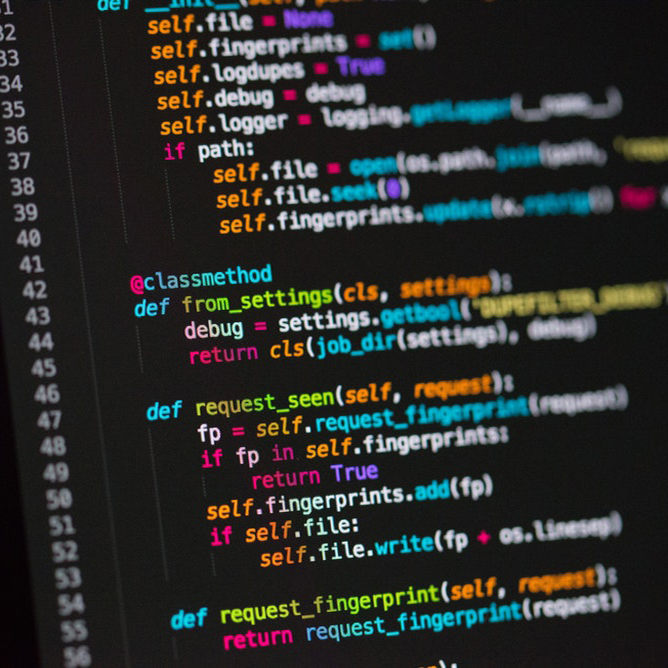 31 def __init__(self,
32 self.file = None
33 self.fingerprints = set()
34 self.logdupes = True
35 self.debug = debug
36 self.logger = logging.getLogger(__name__)
37 if path:
38 self.file = open(os.path.join(path,
39 self.file.seek(0)
40 self.fingerprints.update(x.rstrip() for
41
42 @classmethod
43 def from_settings(cls, settings):
44 debug = settings.getbool('DUPEFILTER_DEBUG')
45 return cls(job_dir(settings), debug)
46
47 def request_seen(self, request):
48 fp = self.request_fingerprint(request)
49 if fp in self.fingerprints:
50 return True
51 self.fingerprints.add(fp)
52 if self.file:
53 self.file.write(fp + os.linesep)
54
55 def request_fingerprint(self, request):
56 return request_fingerprint(request)